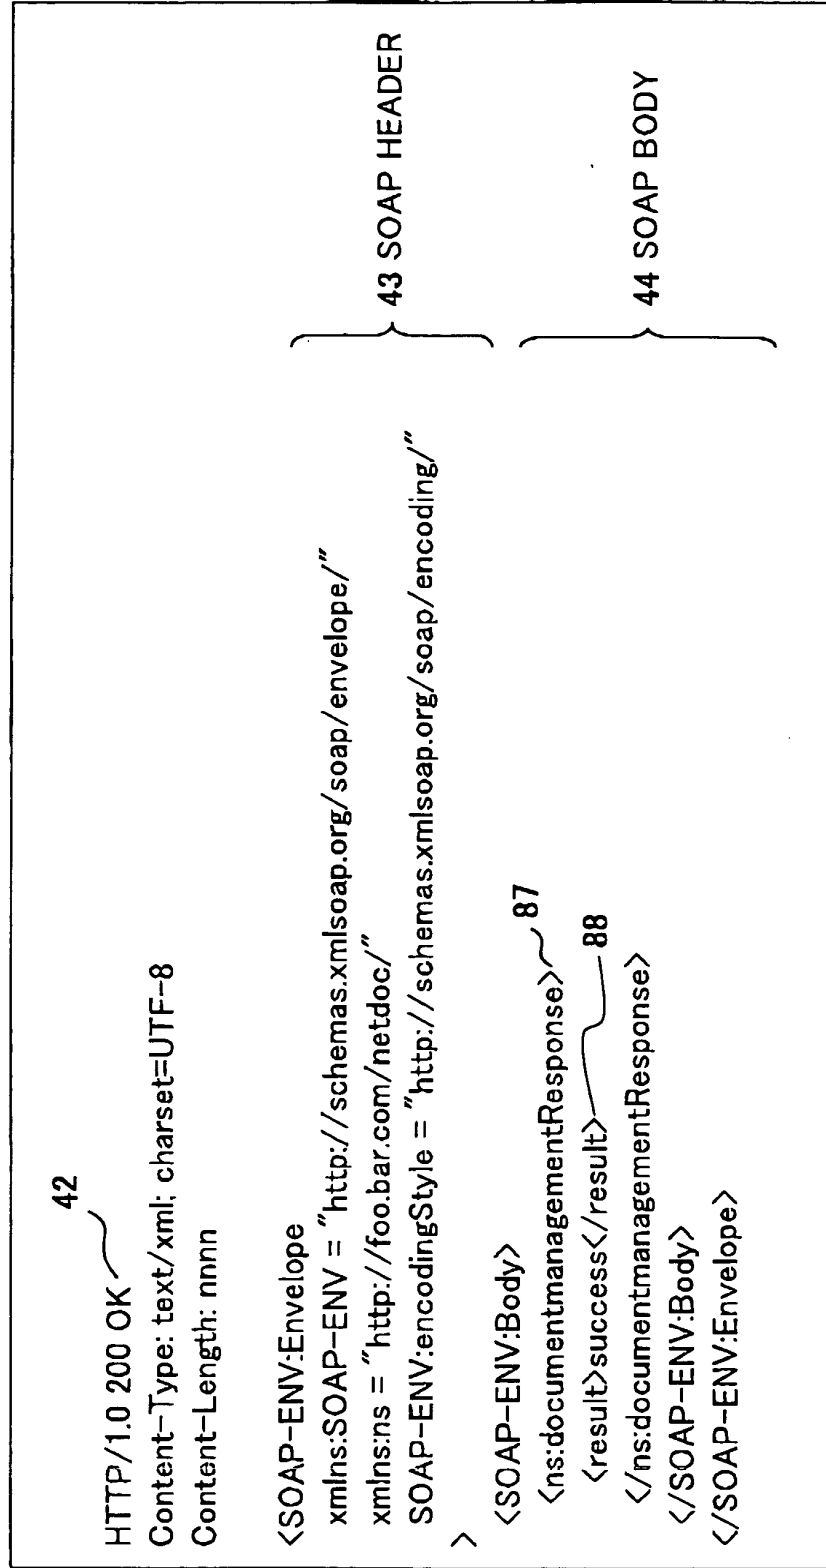 HTTP/1.0 200 OK 42
Content-Type: text/xml; charset=UTF-8
Content-Length: nnnn
<SOAP-ENV:Envelope
xmlns:SOAP-ENV = "http://schemas.xmlsoap.org/soap/envelope/"
xmlns:ns = "http://foo.bar.com/netdoc/"
SOAP-ENV:encodingStyle = "http://schemas.xmlsoap.org/soap/encoding/"
>
43 SOAP HEADER
<SOAP-ENV:Body>
<ns:documentmanagementResponse> 87
<result>success</result> 88
</ns:documentmanagementResponse>
</SOAP-ENV:Body>
</SOAP-ENV:Envelope>
44 SOAP BODY